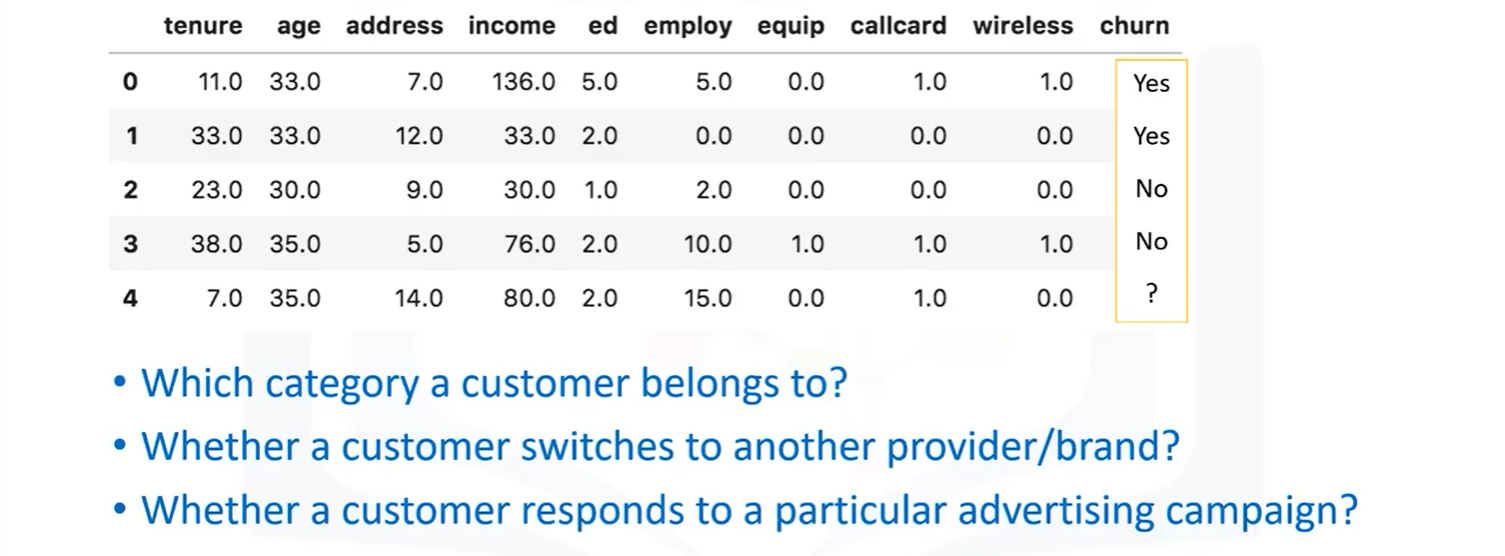 tenure age address income ed employ equip callcard wireless churn
0 11.0 33.0 7.0 136.0 5.0 5.0 0.0 1.0 1.0 Yes
1 33.0 33.0 12.0 33.0 2.0 0.0 0.0 0.0 0.0 Yes
2 23.0 30.0 9.0 30.0 1.0 2.0 0.0 0.0 0.0 No
3 38.0 35.0 5.0 76.0 2.0 10.0 1.0 1.0 1.0 No
4 7.0 35.0 14.0 80.0 2.0 15.0 0.0 1.0 0.0 ?
• Which category a customer belongs to?
• Whether a customer switches to another provider/brand?
• Whether a customer responds to a particular advertising campaign?